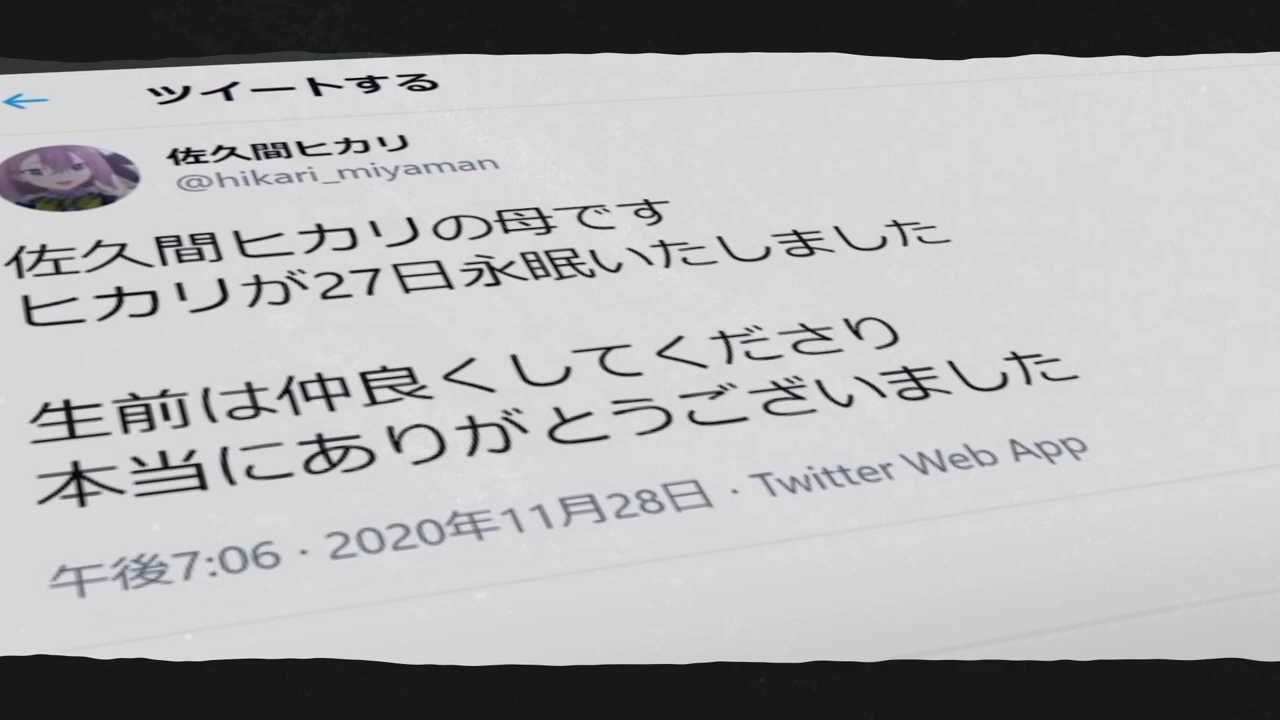 ツイートする
佐久間ヒカリ
@hikari_miyaman
佐久間ヒカリの母です
ヒカリが27日永眠いたしました
生前は仲良くしてくださり
本当にありがとうございました
午後7:06 · 2020年11月28日 · Twitter Web App